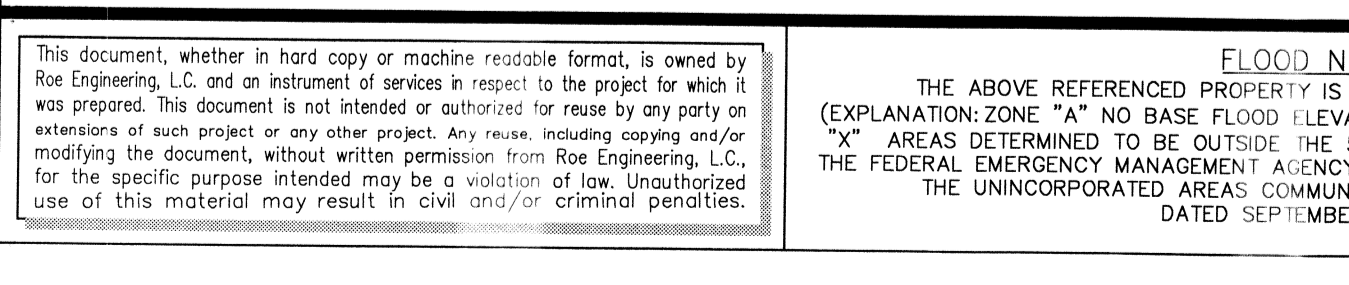 This document, whether in hard copy or machine readable format, is owned by
Roe Engineering, L.C. and an instrument of services in respect to the project for which it
was prepared. This document is not intended or authorized for reuse by any party on
extensions of such project or any other project. Any reuse, including copying and/or
modifying the document, without written permission from Roe Engineering, L.C.,
for the specific purpose intended may be a violation of law. Unauthorized
use of this material may result in civil and/or criminal penalties.
FLOOD N
THE ABOVE REFERENCED PROPERTY IS
(EXPLANATION: ZONE "A" NO BASE FLOOD ELEVA
"X" AREAS DETERMINED TO BE OUTSIDE THE
THE FEDERAL EMERGENCY MANAGEMENT AGENCY
THE UNINCORPORATED AREAS COMMUN
DATED SEPTEMBE